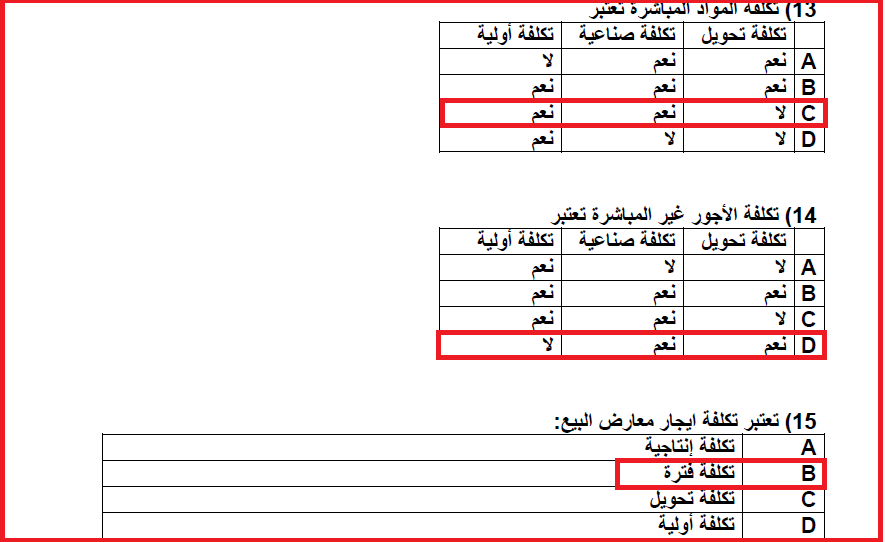 13) تكلفة المواد المباشرة تعتبر
تكلفة تحويل تكلفة صناعية تكلفة أولية
A نعم نعم لا
B نعم نعم نعم
C لا نعم نعم
D لا لا نعم
14) تكلفة الأجور غير المباشرة تعتبر
تكلفة تحويل تكلفة صناعية تكلفة أولية
A لا لا نعم
B نعم نعم نعم
C لا نعم نعم
D نعم نعم لا
15) تعتبر تكلفة ايجار معارض البيع:
A تكلفة إنتاجية
B تكلفة فترة
C تكلفة تحويل
D تكلفة أولية